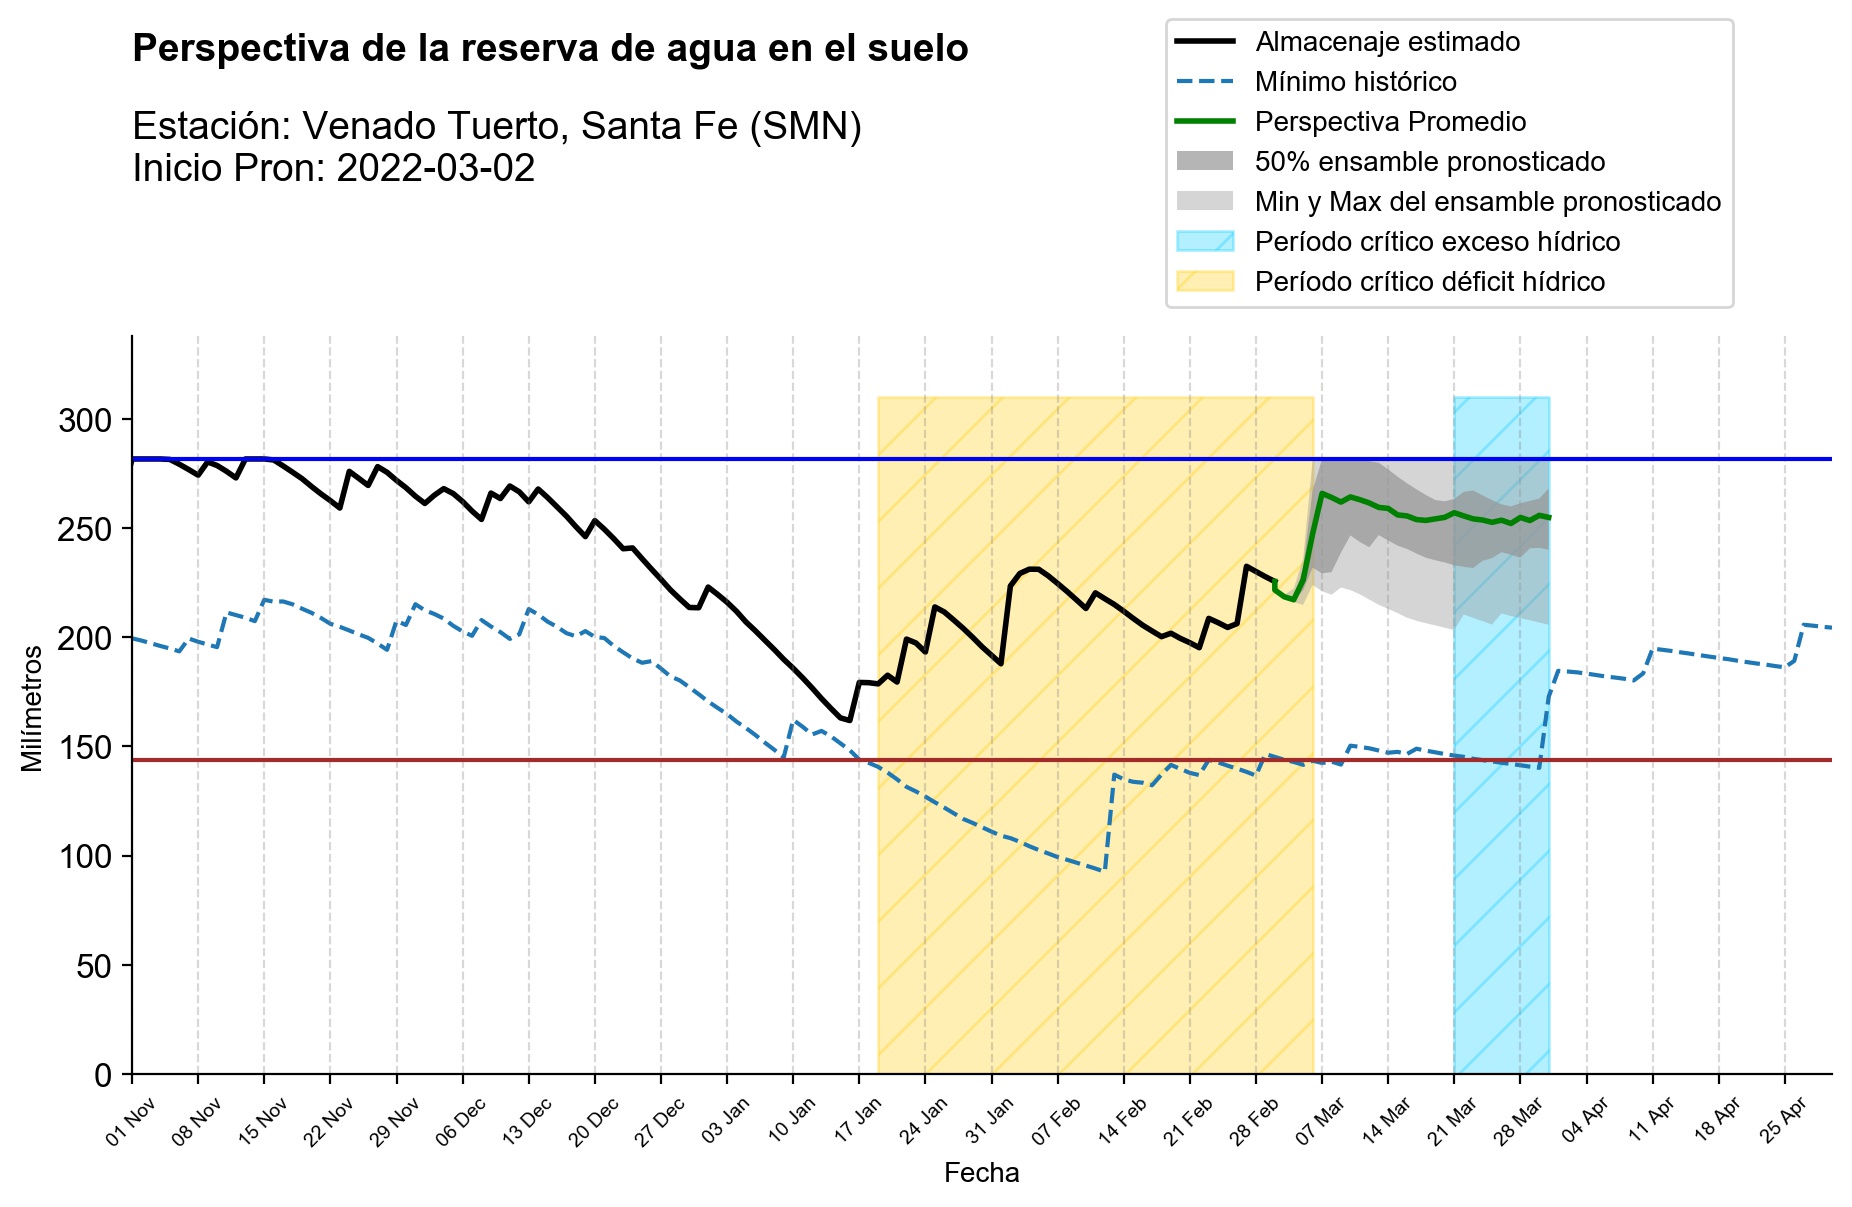 Perspectiva de la reserva de agua en el suelo
Estación: Venado Tuerto, Santa Fe (SMN)
Inicio Pron: 2022-03-02
Almacenaje estimado
Mínimo histórico
Perspectiva Promedio
50% ensamble pronosticado
Min y Max del ensamble pronosticado
Período crítico exceso hídrico
Período crítico déficit hídrico
Milímetros
300
250
200
150
100
50
0
01 Nov
08 Nov
15 Nov
22 Nov
29 Nov
06 Dec
13 Dec
20 Dec
27 Dec
03 Jan
10 Jan
17 Jan
24 Jan
31 Jan
07 Feb
14 Feb
21 Feb
28 Feb
07 Mar
14 Mar
21 Mar
28 Mar
04 Apr
11 Apr
18 Apr
25 Apr
Fecha